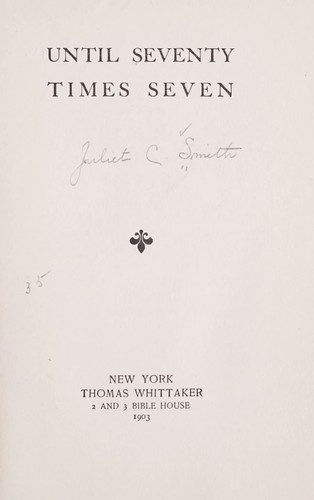 UNTIL SEVENTY
TIMES SEVEN
Juliet C Smith
35
NEW YORK
THOMAS WHITTAKER
2 AND 3 BIBLE HOUSE
1903